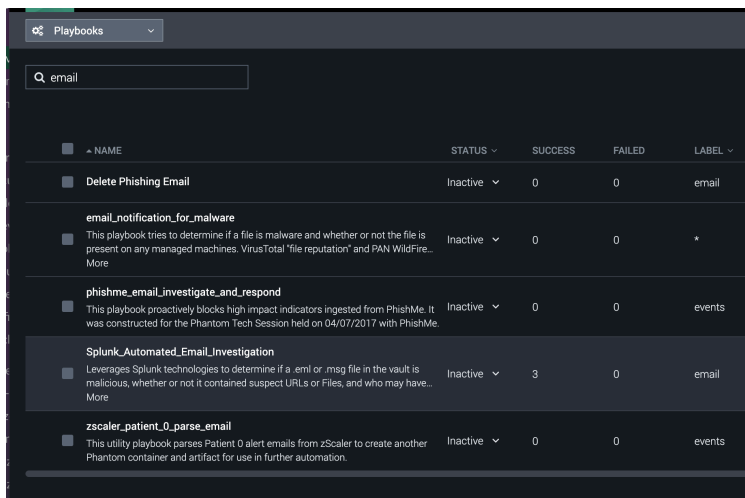 Playbooks
email
NAME STATUS SUCCESS FAILED LABEL
Delete Phishing Email Inactive 0 0 email
email_notification_for_malware
This playbook tries to determine if a file is malware and whether or not the file is
present on any managed machines. VirusTotal "file reputation" and PAN WildFire...
More
Inactive 0 0 *
phishme_email_investigate_and_respond
This playbook proactively blocks high impact indicators ingested from PhishMe. It
was constructed for the Phantom Tech Session held on 04/07/2017 with PhishMe.
Inactive 0 0 events
Splunk_Automated_Email_Investigation
Leverages Splunk technologies to determine if a .eml or .msg file in the vault is
malicious, whether or not it contained suspect URLs or Files, and who may have...
More
Inactive 3 0 email
zscaler_patient_0_parse_email
This utility playbook parses Patient 0 alert emails from zScaler to create another
Phantom container and artifact for use in further automation.
Inactive 0 0 events